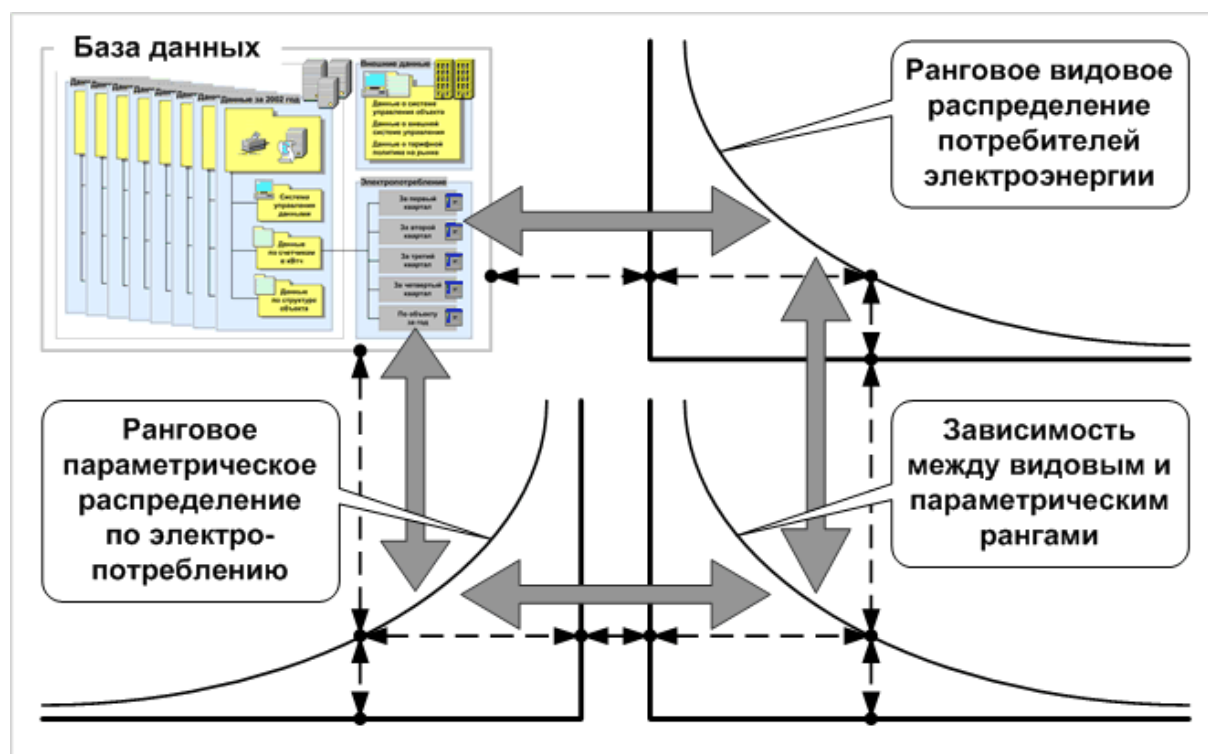 База данных
Данные за 2002 год
Система
управления
данными
Данные
по счетчикам
в «Вт»
Данные
по структуре
объекта
Внешние данные
Данные о системе
управления объекта
Данные о внешней
системе управления
Данные о тарифной
политике на рынке
Электропотребление
За первый
квартал
За второй
квартал
За третий
квартал
За четвертый
квартал
По объекту
за год
Ранговое видовое
распределение
потребителей
электроэнергии
Ранговое
параметрическое
распределение
по электро-
потреблению
Зависимость
между видовым и
параметрическим
рангами